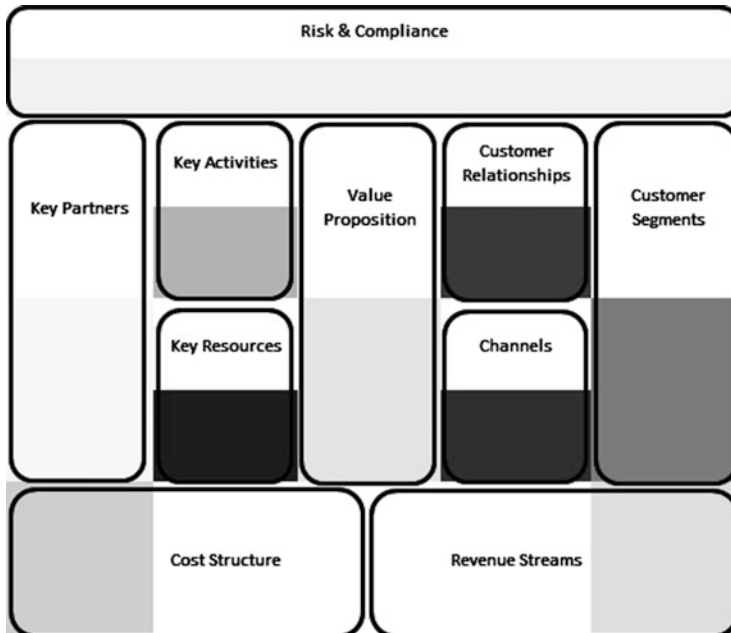 Risk & Compliance
Key Partners
Key Activities
Key Resources
Value
Proposition
Customer
Relationships
Channels
Customer
Segments
Cost Structure
Revenue Streams